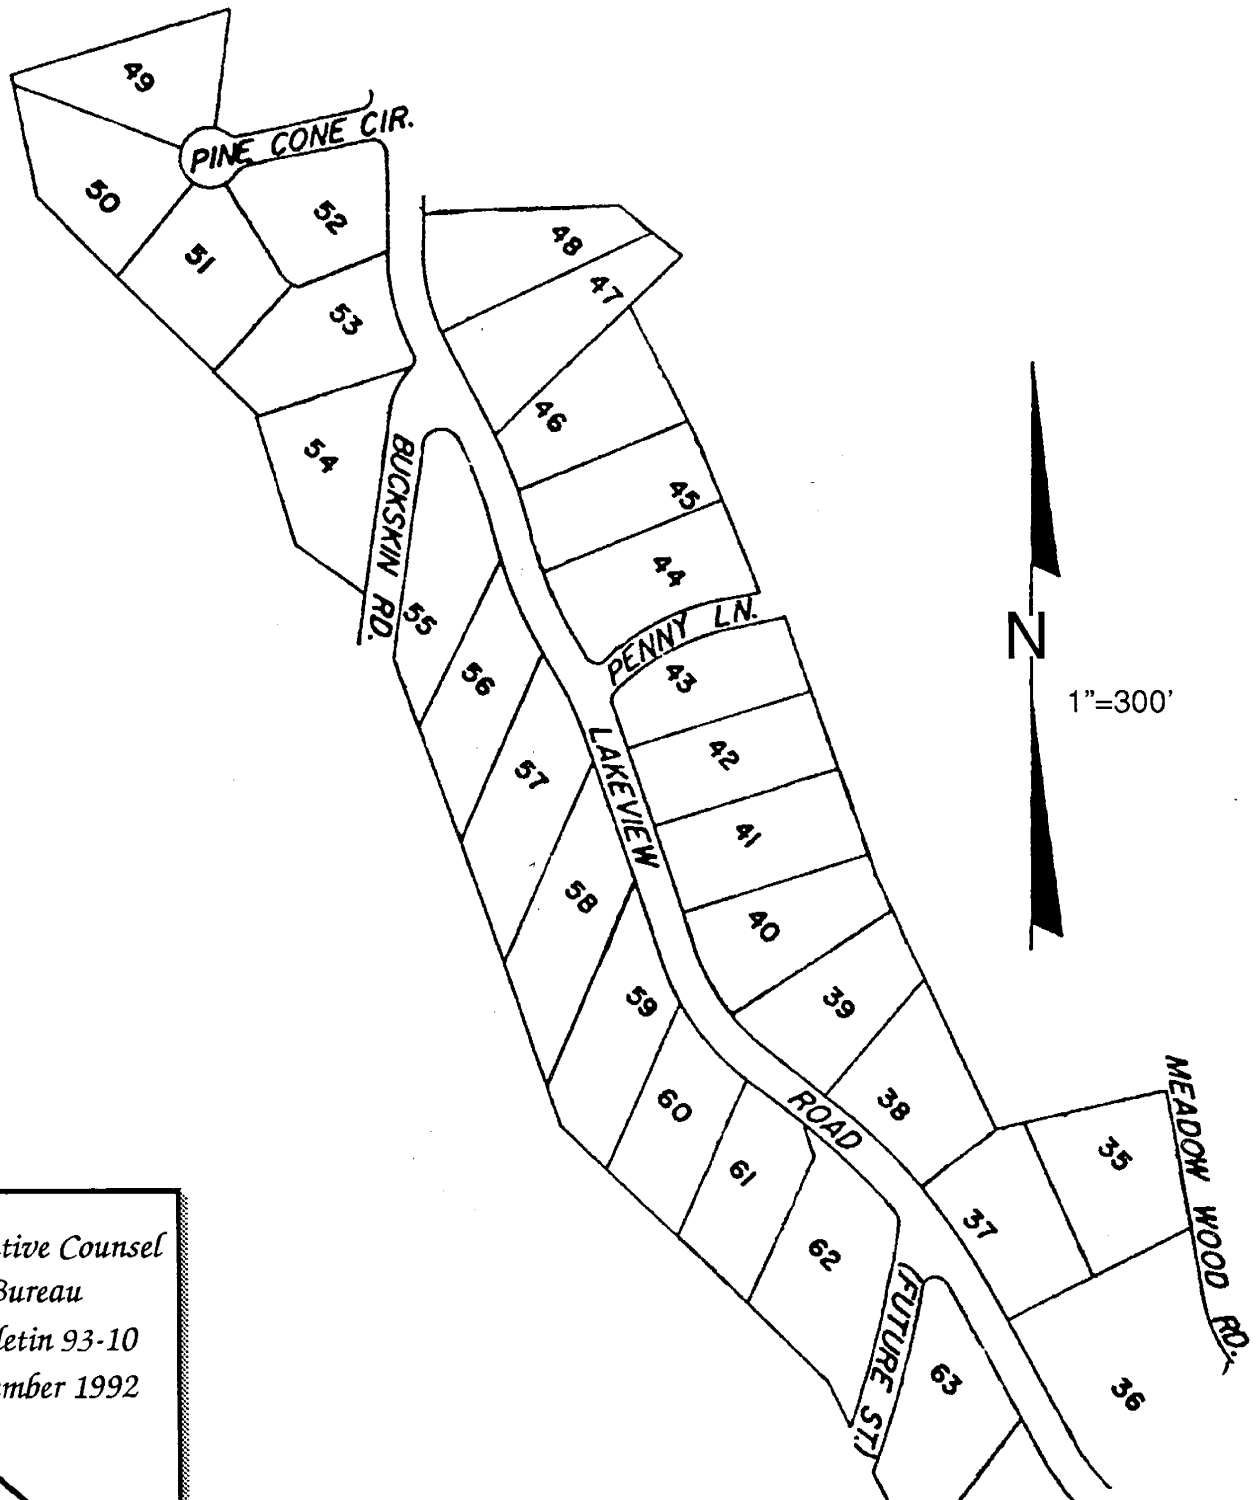 49
PINE CONE CIR.
50
52
51
48
53
47
46
54
BUCKSKIN RD.
45
44
55
PENNY LN.
43
56
N
1"=300'
42
57
LAKEVIEW ROAD
41
58
40
59
39
60
38
61
35
MEADOW WOOD RD.
37
62
(FUTURE ST.)
63
36
tive Counsel
Bureau
letin 93-10
mber 1992